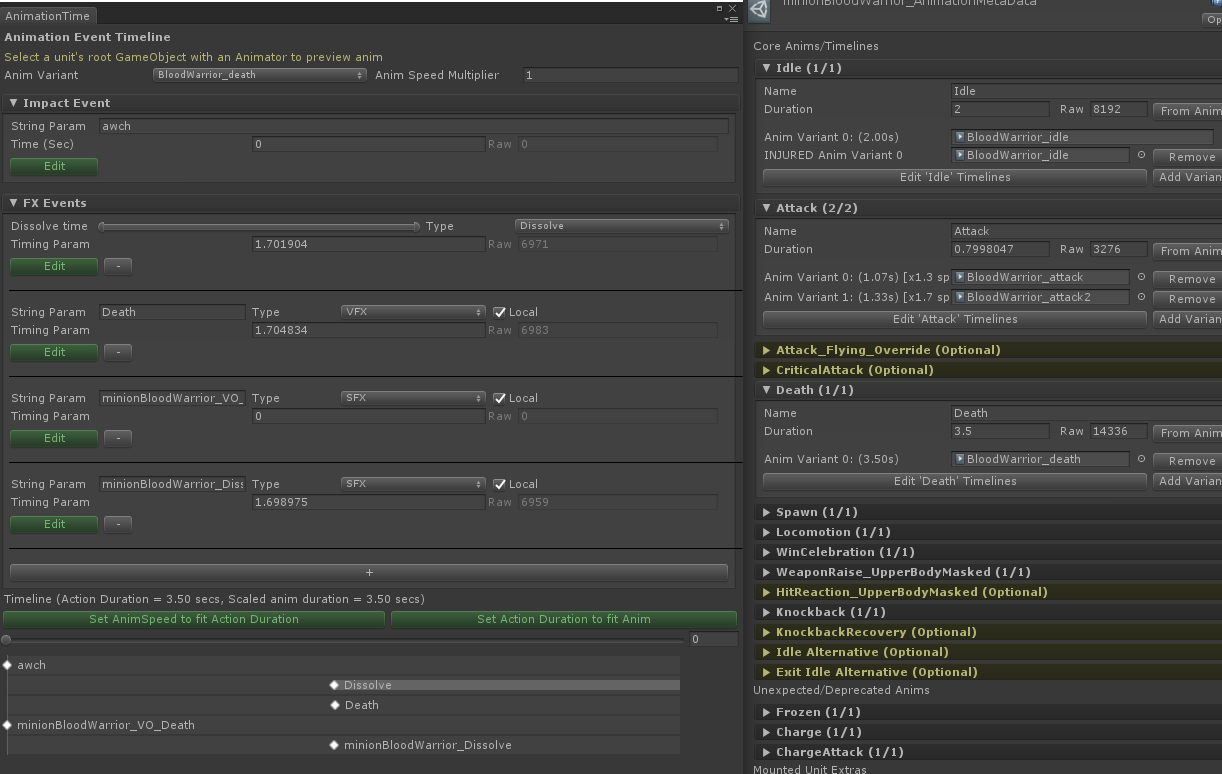 AnimationTime
Animation Event Timeline
Select a unit's root GameObject with an Animator to preview anim
Anim Variant BloodWarrior_death Anim Speed Multiplier 1
▼ Impact Event
String Param awch
Time (Sec) 0 Raw 0
Edit
▼ FX Events
Dissolve time Type Dissolve
Timing Param 1.701904 Raw 6971
Edit -
String Param Death Type VFX Local
Timing Param 1.704834 Raw 6983
Edit -
String Param minionBloodWarrior_VO_ Type SFX Local
Timing Param 0 Raw 0
Edit -
String Param minionBloodWarrior_Diss Type SFX Local
Timing Param 1.698975 Raw 6959
Edit -
+
Timeline (Action Duration = 3.50 secs, Scaled anim duration = 3.50 secs)
Set AnimSpeed to fit Action Duration Set Action Duration to fit Anim
0
awch
Dissolve
Death
minionBloodWarrior_VO_Death
minionBloodWarrior_Dissolve
minionBloodWarrior_AnimationMetaData
Op
Core Anims/Timelines
▼ Idle (1/1)
Name Idle
Duration 2 Raw 8192 From Anim
Anim Variant 0: (2.00s) BloodWarrior_idle
INJURED Anim Variant 0 BloodWarrior_idle Remove
Edit 'Idle' Timelines Add Varian
▼ Attack (2/2)
Name Attack
Duration 0.7998047 Raw 3276 From Anim
Anim Variant 0: (1.07s) [x1.3 sp BloodWarrior_attack Remove
Anim Variant 1: (1.33s) [x1.7 sp BloodWarrior_attack2 Remove
Edit 'Attack' Timelines Add Varian
▶ Attack_Flying_Override (Optional)
▶ CriticalAttack (Optional)
▼ Death (1/1)
Name Death
Duration 3.5 Raw 14336 From Anim
Anim Variant 0: (3.50s) BloodWarrior_death Remove
Edit 'Death' Timelines Add Varian
▶ Spawn (1/1)
▶ Locomotion (1/1)
▶ WinCelebration (1/1)
▶ WeaponRaise_UpperBodyMasked (1/1)
▶ HitReaction_UpperBodyMasked (Optional)
▶ Knockback (1/1)
▶ KnockbackRecovery (Optional)
▶ Idle Alternative (Optional)
▶ Exit Idle Alternative (Optional)
Unexpected/Deprecated Anims
▶ Frozen (1/1)
▶ Charge (1/1)
▶ ChargeAttack (1/1)
Mounted Unit Extras